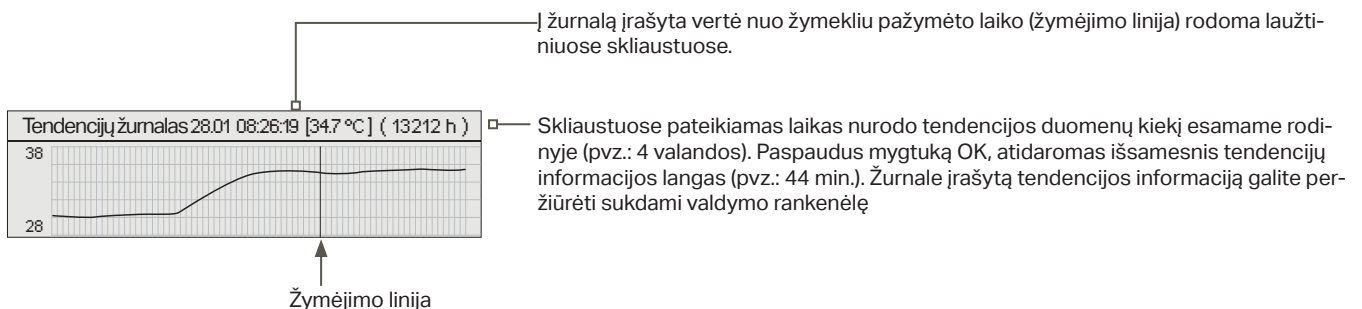 Į žurnalą įrašyta vertė nuo žymekliu pažymėto laiko (žymėjimo linija) rodoma laužti-
niuose skliaustuose.
Tendencijų žurnalas 28.01 08:26:19 [34.7 °C] ( 13212 h )
38
28
Skliaustuose pateikiamas laikas nurodo tendencijos duomenų kiekį esamame rodi-
nyje (pvz.: 4 valandos). Paspaudus mygtuką OK, atidaromas išsamesnis tendencijų
informacijos langas (pvz.: 44 min.). Žurnale įrašytą tendencijos informaciją galite per-
žiūrėti sukdami valdymo rankenėlę
Žymėjimo linija